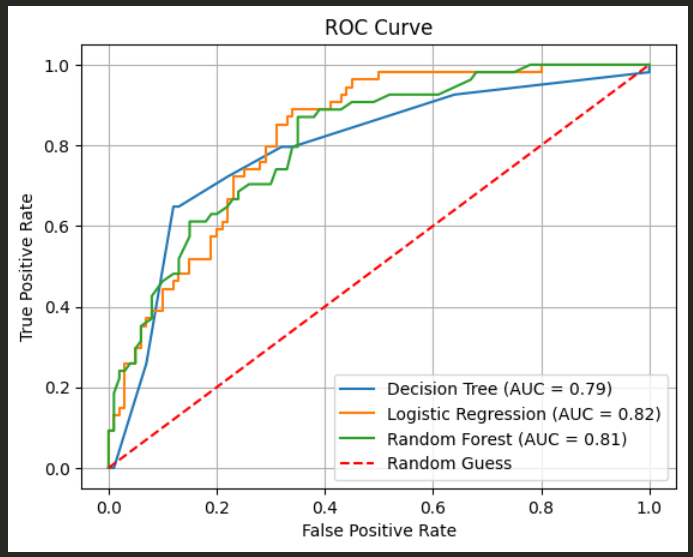 ROC Curve
True Positive Rate
1.0
0.8
0.6
0.4
0.2
0.0
Decision Tree (AUC = 0.79)
Logistic Regression (AUC = 0.82)
Random Forest (AUC = 0.81)
Random Guess
0.0 0.2 0.4 0.6 0.8 1.0
False Positive Rate